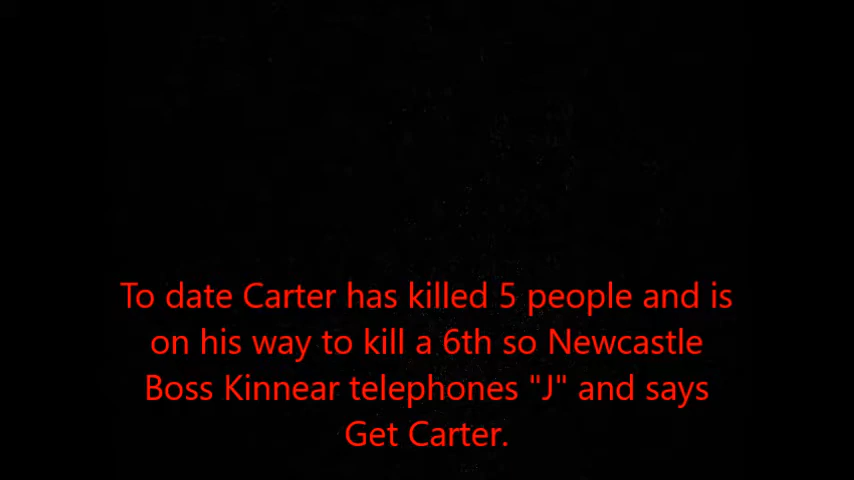 To date Carter has killed 5 people and is
on his way to kill a 6th so Newcastle
Boss Kinnear telephones "J" and says
Get Carter.